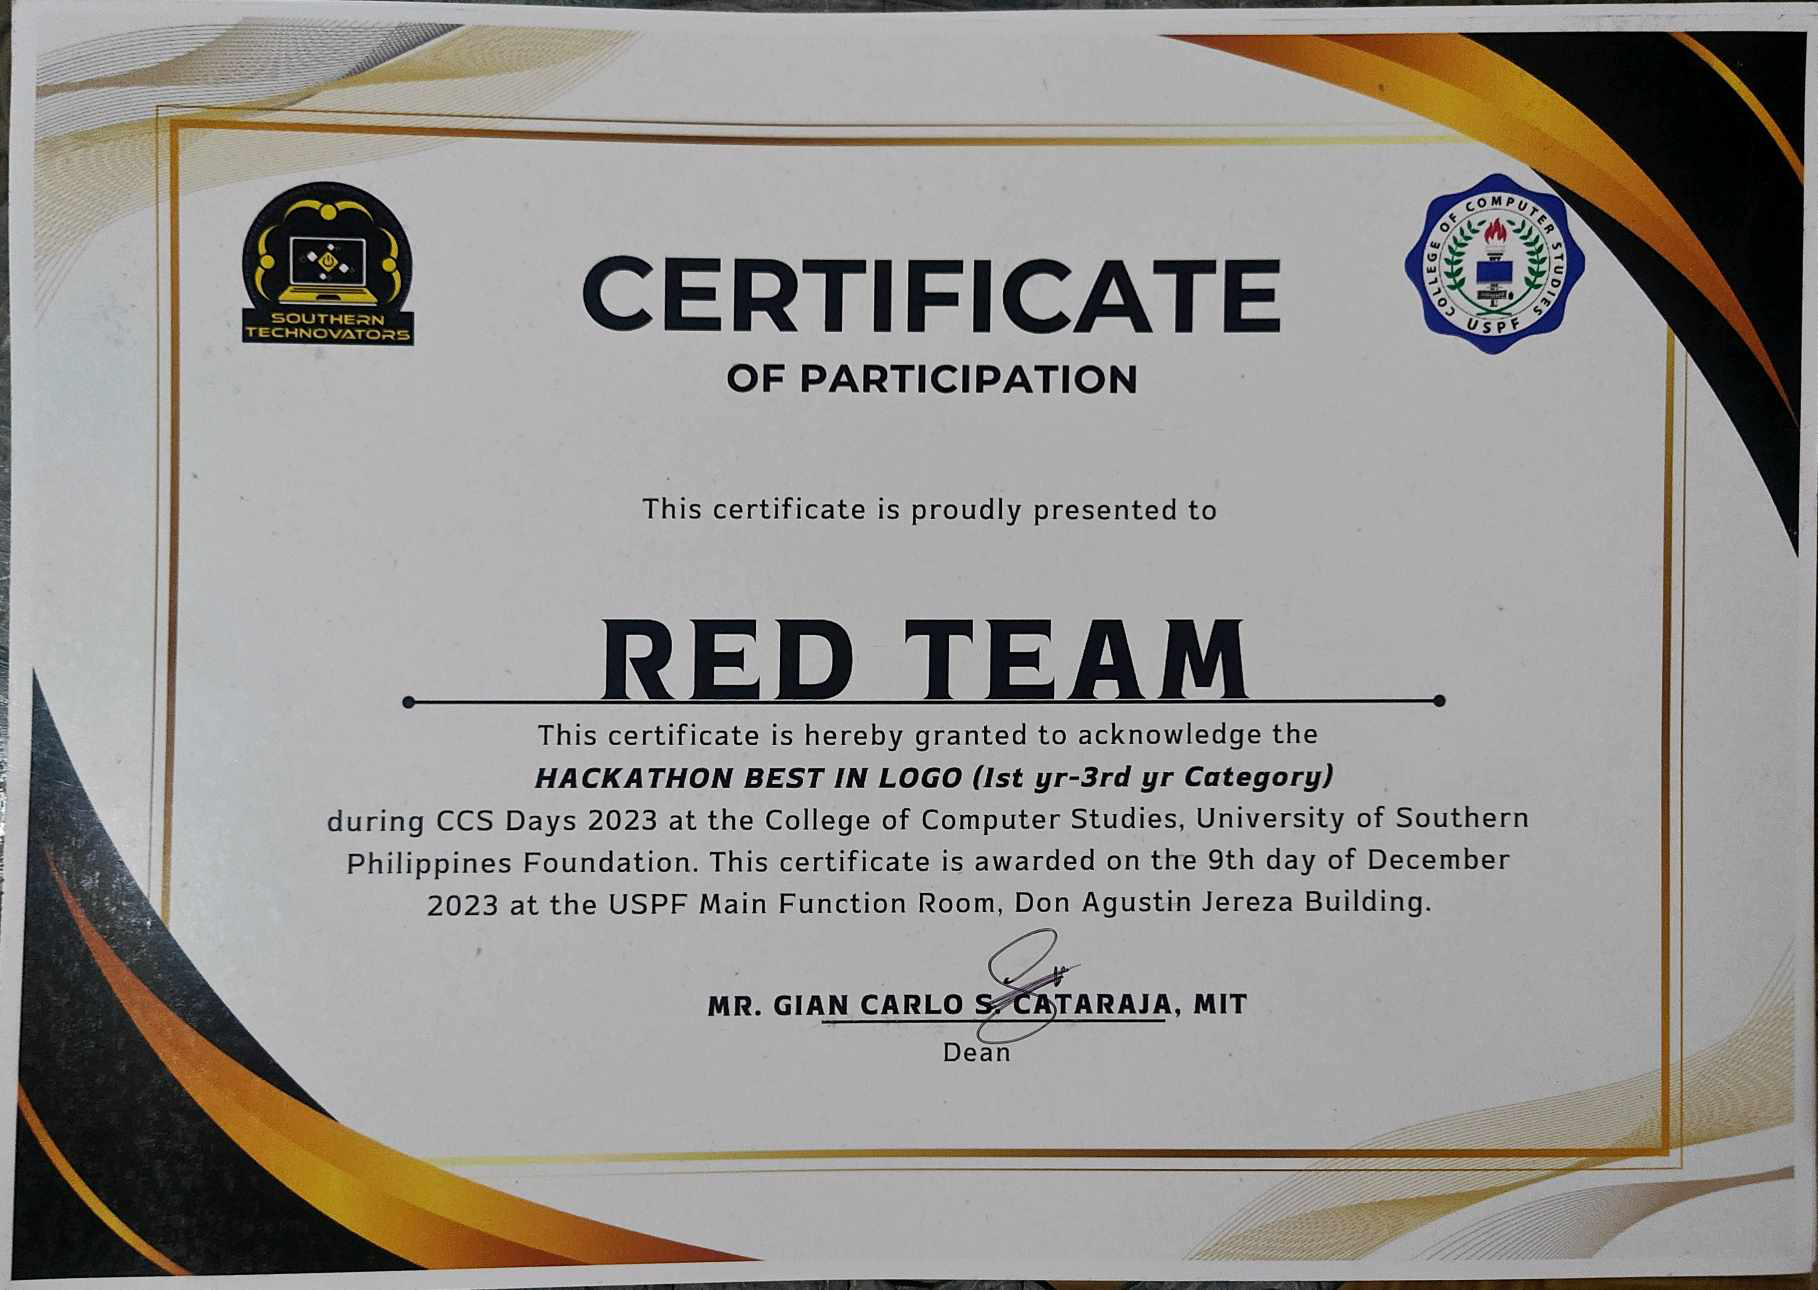 SOUTHERN
TECHNOVATORS
COLLEGE OF COMPUTER STUDIES
USPF
CERTIFICATE
OF PARTICIPATION
This certificate is proudly presented to
RED TEAM
This certificate is hereby granted to acknowledge the
HACKATHON BEST IN LOGO (1st yr-3rd yr Category)
during CCS Days 2023 at the College of Computer Studies, University of Southern
Philippines Foundation. This certificate is awarded on the 9th day of December
2023 at the USPF Main Function Room, Don Agustin Jereza Building.
MR. GIAN CARLO S. CATARAJA, MIT
Dean